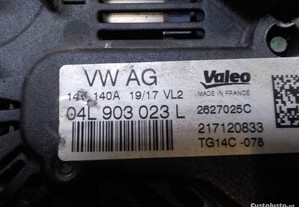 VW AG
Valeo
MADE IN FRANCE
14V 140A 19/17 VL2
04L 903 023 L
2627025C
217120833
TG14C -078
CustoJusto.pt